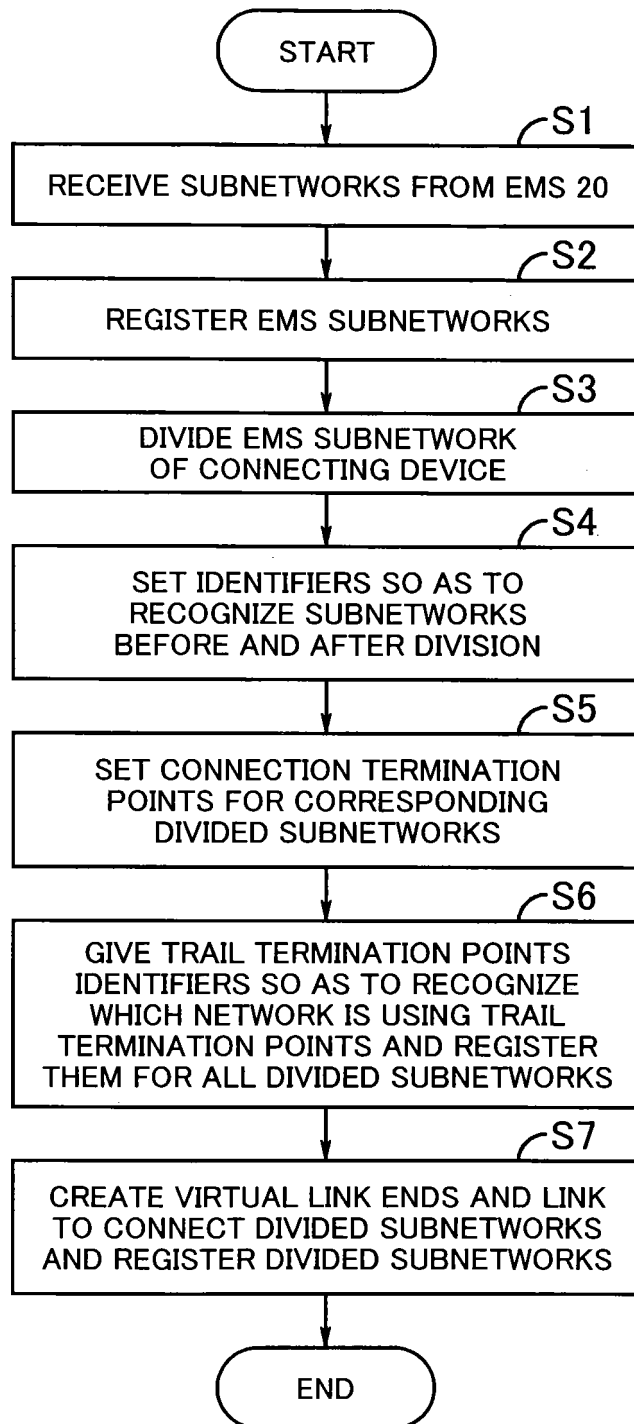 START
S1
RECEIVE SUBNETWORKS FROM EMS 20
S2
REGISTER EMS SUBNETWORKS
S3
DIVIDE EMS SUBNETWORK
OF CONNECTING DEVICE
S4
SET IDENTIFIERS SO AS TO
RECOGNIZE SUBNETWORKS
BEFORE AND AFTER DIVISION
S5
SET CONNECTION TERMINATION
POINTS FOR CORRESPONDING
DIVIDED SUBNETWORKS
S6
GIVE TRAIL TERMINATION POINTS
IDENTIFIERS SO AS TO RECOGNIZE
WHICH NETWORK IS USING TRAIL
TERMINATION POINTS AND REGISTER
THEM FOR ALL DIVIDED SUBNETWORKS
S7
CREATE VIRTUAL LINK ENDS AND LINK
TO CONNECT DIVIDED SUBNETWORKS
AND REGISTER DIVIDED SUBNETWORKS
END